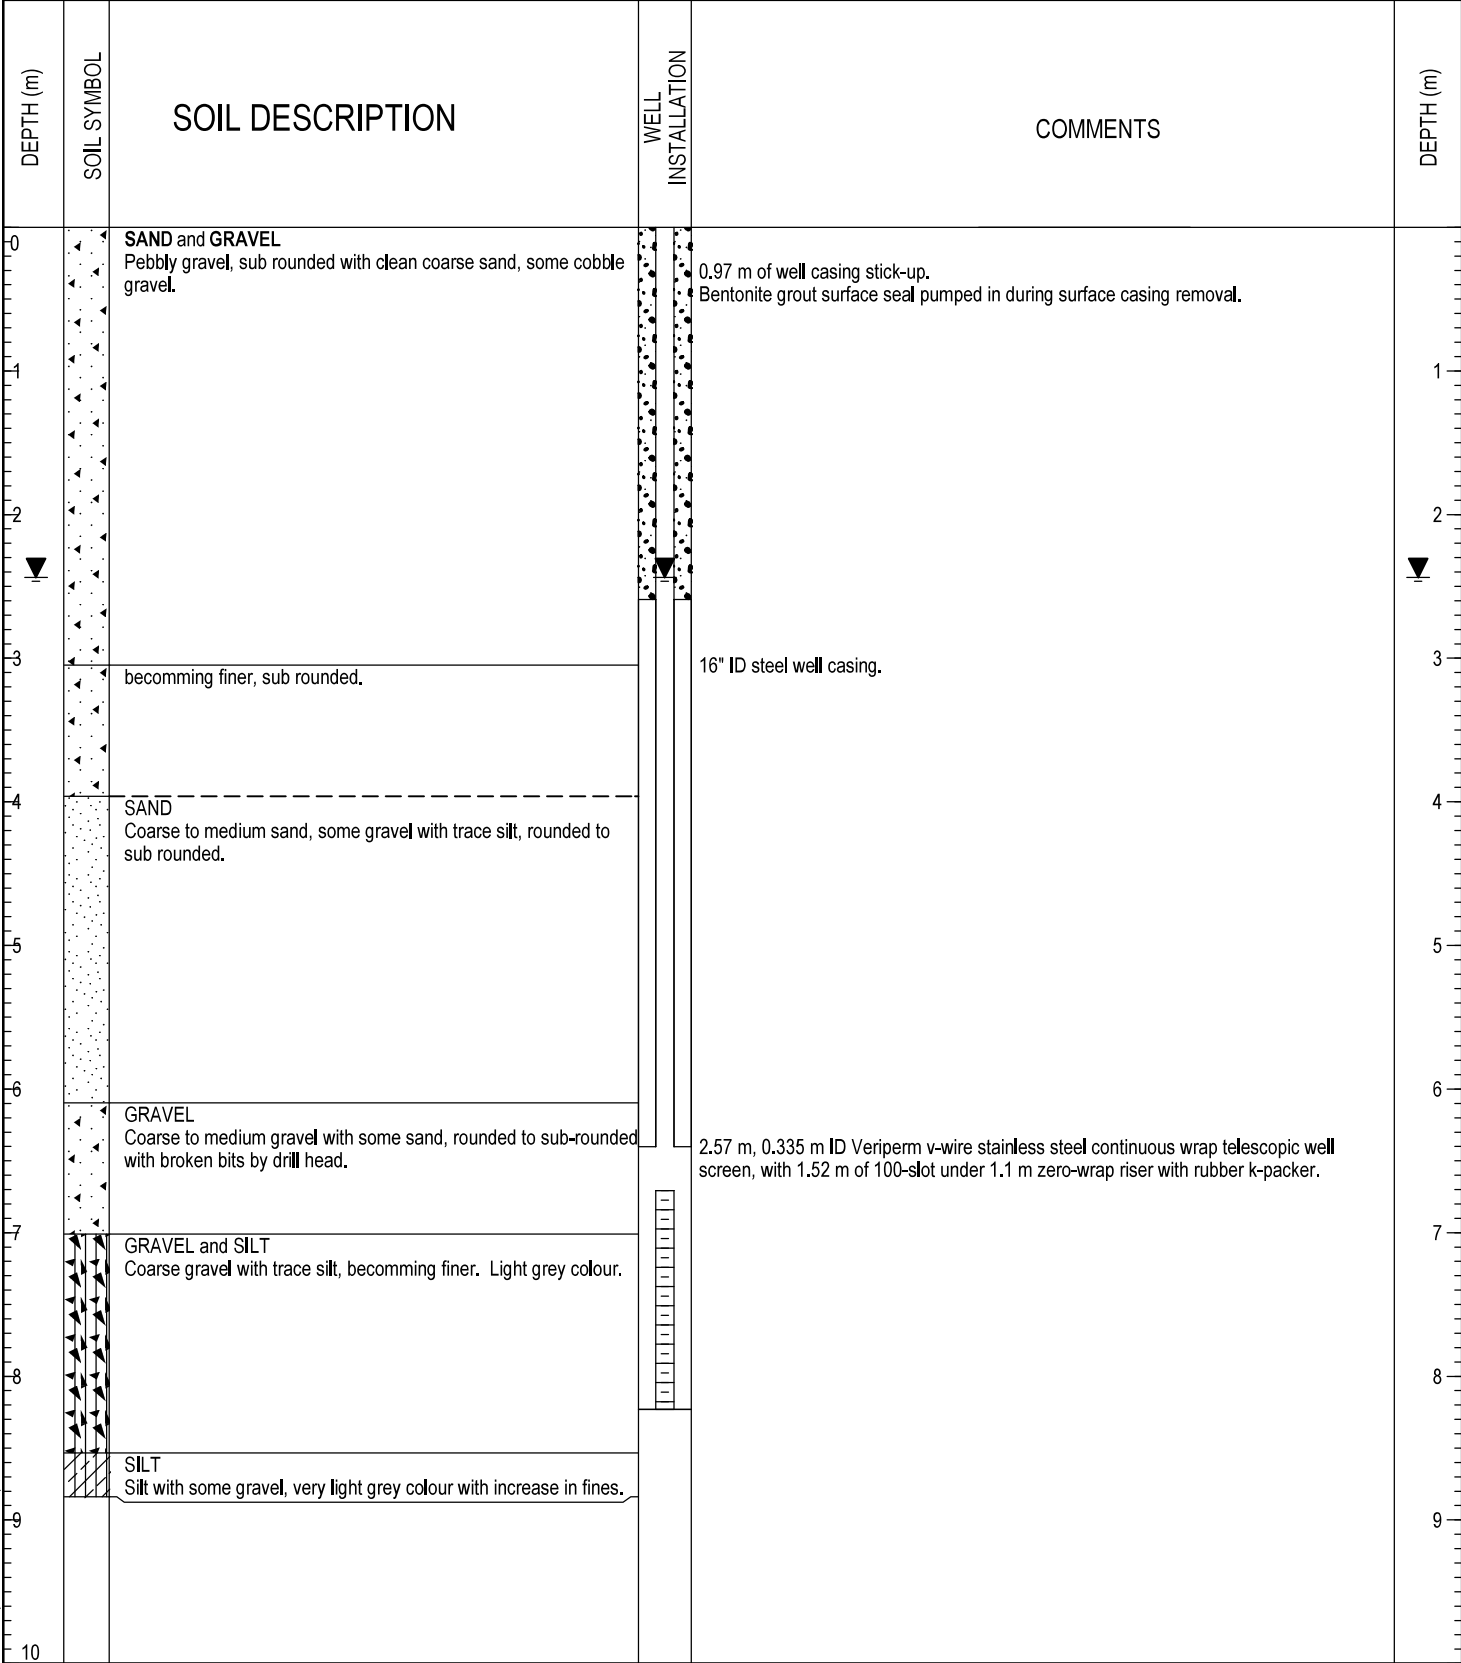 DEPTH (m)
SOIL SYMBOL
SOIL DESCRIPTION
WELL
INSTALLATION
COMMENTS
DEPTH (m)
0
SAND and GRAVEL
Pebbly gravel, sub rounded with clean coarse sand, some cobble
gravel.
0.97 m of well casing stick-up.
Bentonite grout surface seal pumped in during surface casing removal.
1
1
2
2
3
becomming finer, sub rounded.
16" ID steel well casing.
3
4
SAND
Coarse to medium sand, some gravel with trace silt, rounded to
sub rounded.
4
5
5
6
6
GRAVEL
Coarse to medium gravel with some sand, rounded to sub-rounded
with broken bits by drill head.
2.57 m, 0.335 m ID Veriperm v-wire stainless steel continuous wrap telescopic well
screen, with 1.52 m of 100-slot under 1.1 m zero-wrap riser with rubber k-packer.
7
7
GRAVEL and SILT
Coarse gravel with trace silt, becomming finer. Light grey colour.
8
8
SILT
Silt with some gravel, very light grey colour with increase in fines.
9
9
10